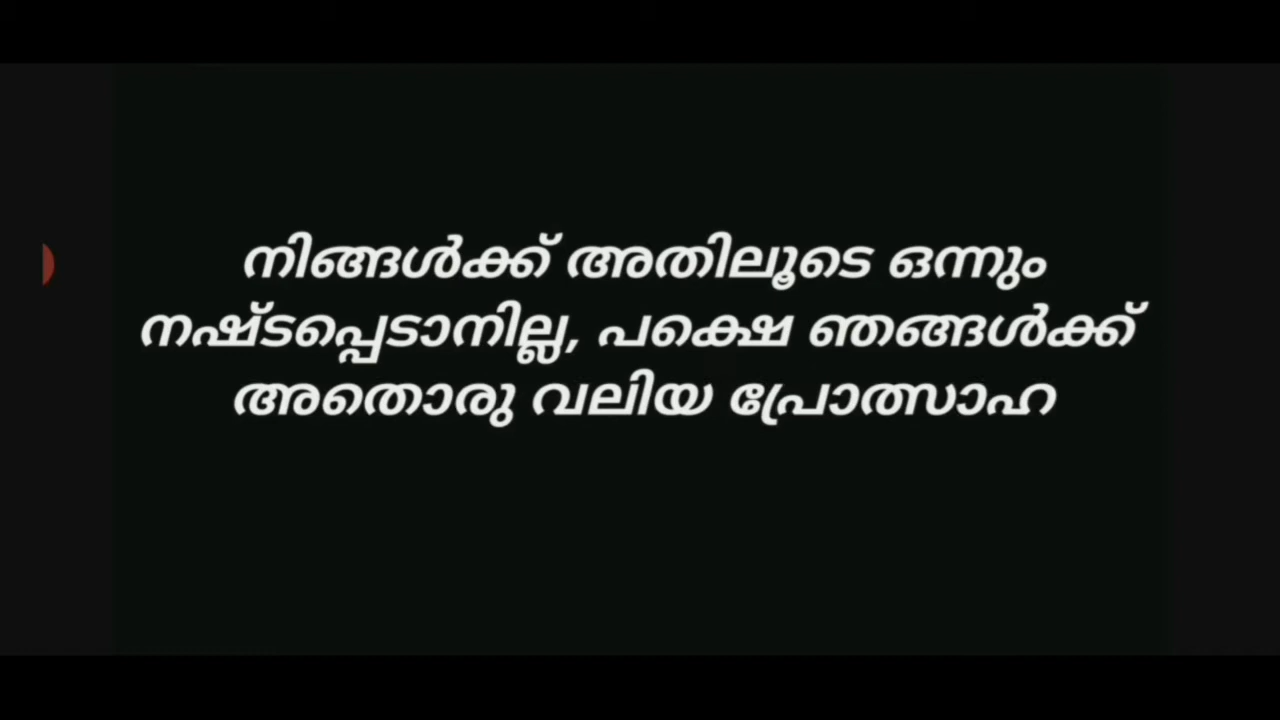 നിങ്ങൾക്ക് അതിലൂടെ ഒന്നും
നഷ്ടപ്പെടാനില്ല, പക്ഷെ ഞങ്ങൾക്ക്
അതൊരു വലിയ പ്രോത്സാഹ